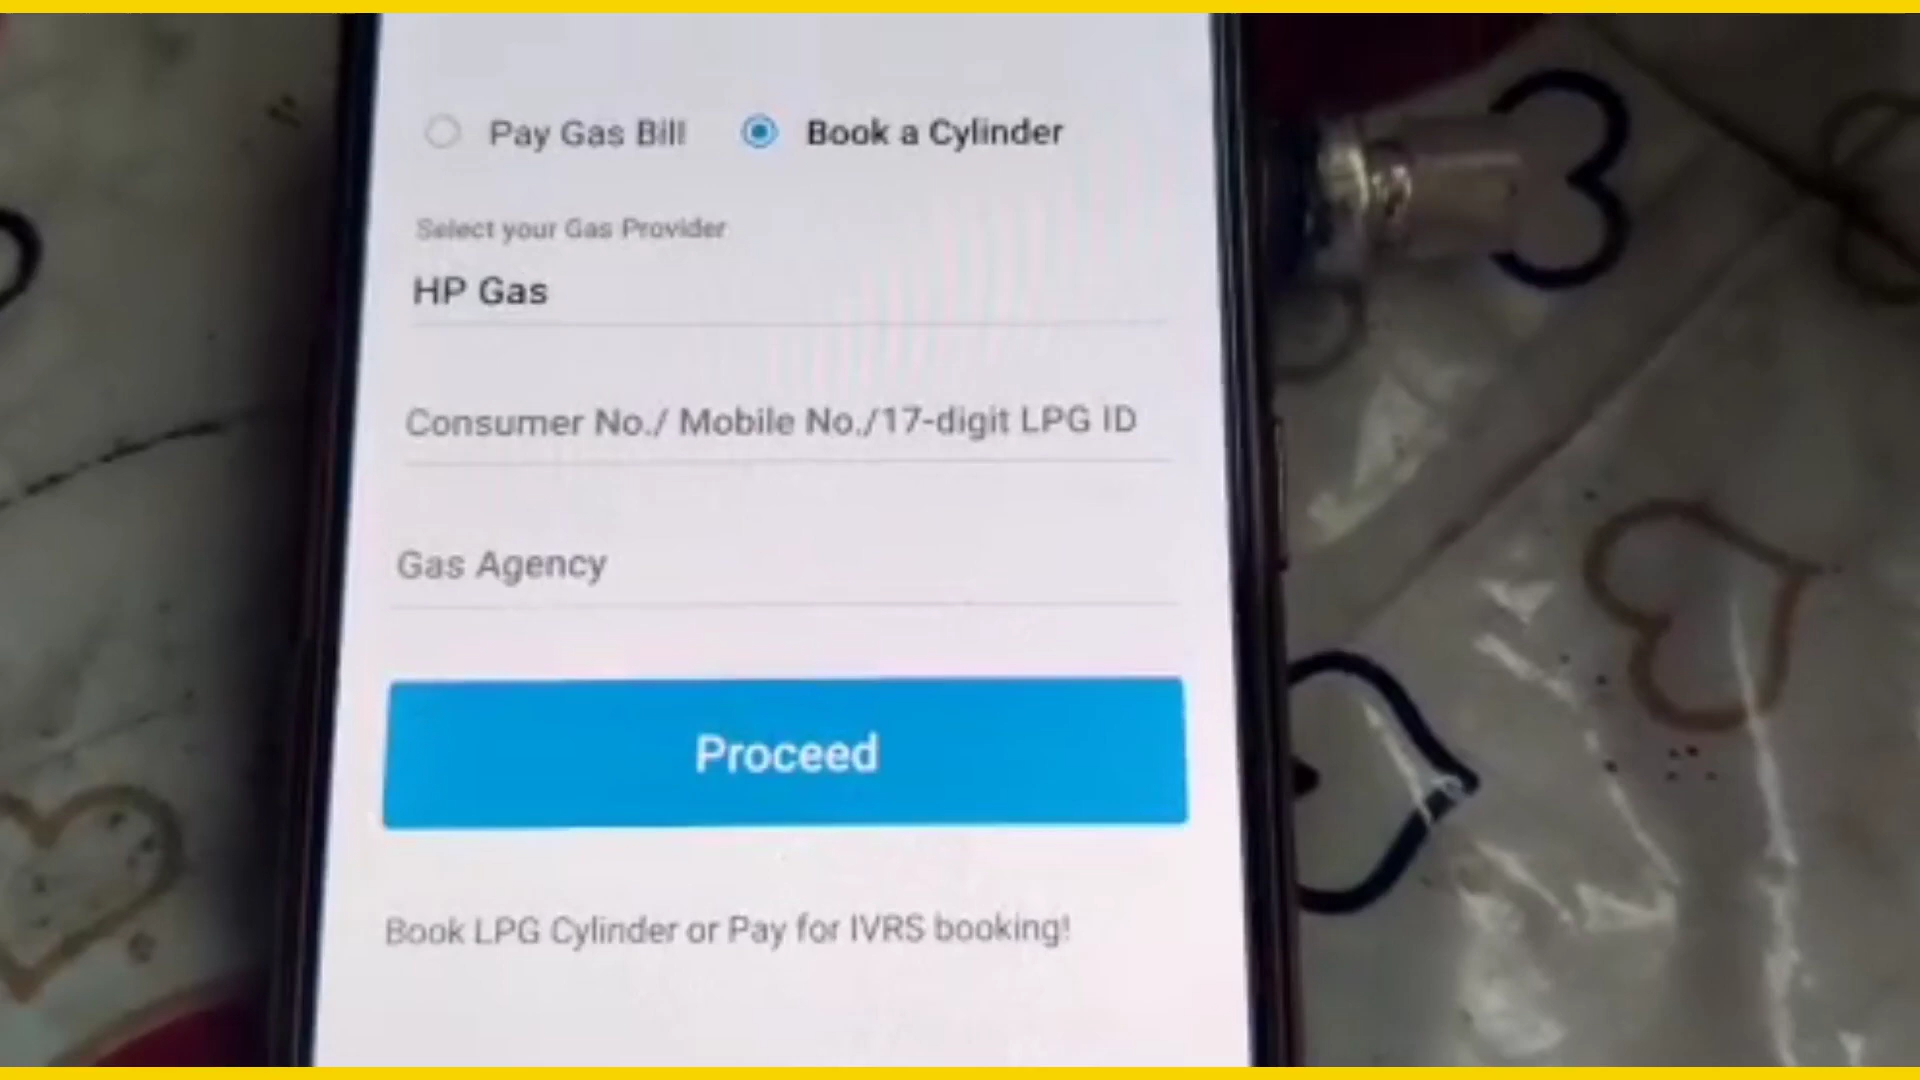 Pay Gas Bill Book a Cylinder
Select your Gas Provider
HP Gas
Consumer No./ Mobile No./17-digit LPG ID
Gas Agency
Proceed
Book LPG Cylinder or Pay for IVRS booking!